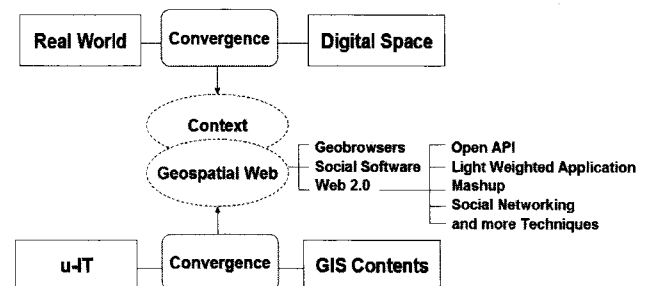 Real World
Convergence
Digital Space
Context
Geospatial Web
Geobrowsers
Social Software
Web 2.0
Open API
Light Weighted Application
Mashup
Social Networking
and more Techniques
u-IT
Convergence
GIS Contents